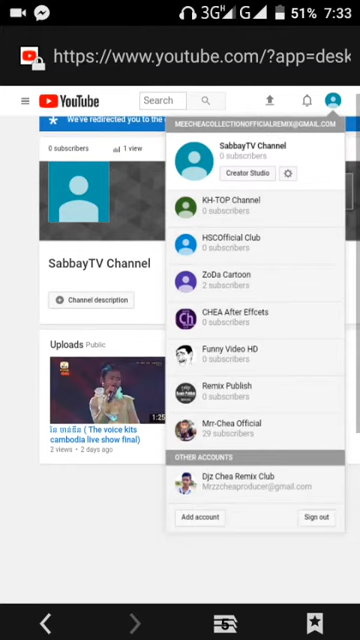 3G G 51% 7:33
https://www.youtube.com/?app=desk
YouTube
Search
We've redirected you to the
MEECHEACOLLECTIONOFFICIALREMIX@GMAIL.COM
0 subscribers
1 view
SabbayTV Channel
0 subscribers
Creator Studio
KH-TOP Channel
0 subscribers
HSCOfficial Club
0 subscribers
SabbayTV Channel
ZoDa Cartoon
2 subscribers
Channel description
CHEA After Effcets
0 subscribers
Uploads Public
Funny Video HD
0 subscribers
Remix Publish
0 subscribers
1:25
( The voice kits
cambodia live show final)
2 views • 2 days ago
Mrr-Chea Official
29 subscribers
OTHER ACCOUNTS
Djz Chea Remix Club
Mrzzcheaproducer@gmail.com
Add account
Sign out
5